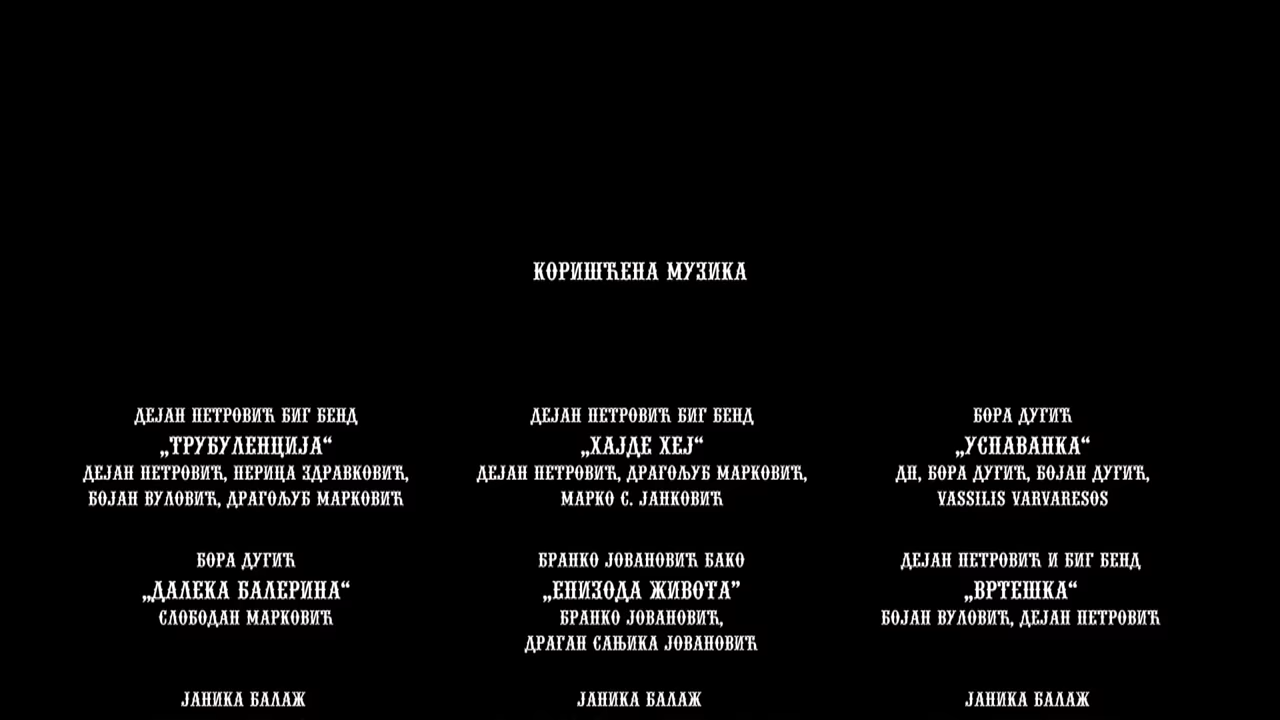 КОРИШЋЕНА МУЗИКА
ДЕЈАН ПЕТРОВИЋ БИГ БЕНД
„ТРУБУЛЕНЦИЈА“
ДЕЈАН ПЕТРОВИЋ, ПЕРИЦА ЗДРАВКОВИЋ,
БОЈАН ВУЛОВИЋ, ДРАГОЉУБ МАРКОВИЋ
ДЕЈАН ПЕТРОВИЋ БИГ БЕНД
„ХАЈДЕ ХЕЈ“
ДЕЈАН ПЕТРОВИЋ, ДРАГОЉУБ МАРКОВИЋ,
МАРКО С. ЈАНКОВИЋ
БОРА ДУГИЋ
„УСПАВАНКА“
ДП, БОРА ДУГИЋ, БОЈАН ДУГИЋ,
VASSILIS VARVARESOS
БОРА ДУГИЋ
„ДАЛЕКА БАЛЕРИНА“
СЛОБОДАН МАРКОВИЋ
БРАНКО ЈОВАНОВИЋ БАКО
„ЕПИЗОДА ЖИВОТА”
БРАНКО ЈОВАНОВИЋ,
ДРАГАН САЊИКА ЈОВАНОВИЋ
ДЕЈАН ПЕТРОВИЋ И БИГ БЕНД
„ВРТЕШКА“
БОЈАН ВУЛОВИЋ, ДЕЈАН ПЕТРОВИЋ
ЈАНИКА БАЛАЖ
ЈАНИКА БАЛАЖ
ЈАНИКА БАЛАЖ